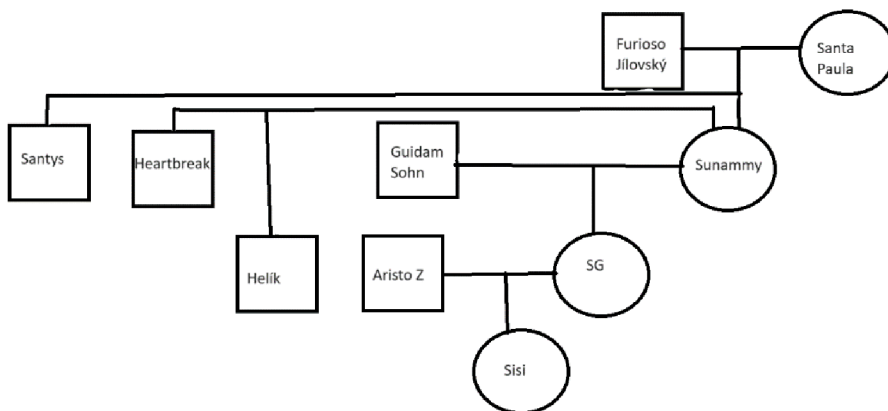 Furioso
Jílovský
Santa
Paula
Santys
Heartbreak
Guidam
Sohn
Sunammy
Helík
Aristo Z
SG
Sisi